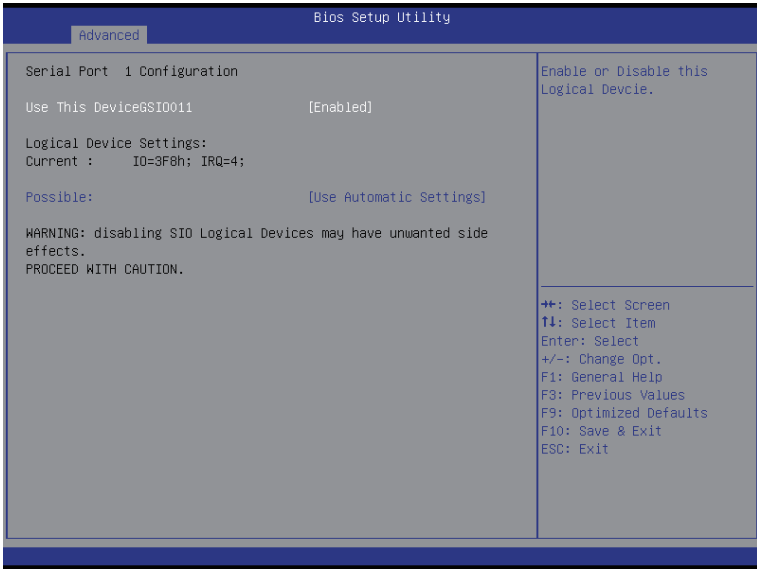 Bios Setup Utility
Advanced
Serial Port  1 Configuration
Use This DeviceGSIO011 [Enabled]
Logical Device Settings:
Current :    IO=3F8h; IRQ=4;
Possible: [Use Automatic Settings]
WARNING: disabling SIO Logical Devices may have unwanted side
effects.
PROCEED WITH CAUTION.
Enable or Disable this
Logical Devcie.
→←: Select Screen
↑↓: Select Item
Enter: Select
+/-: Change Opt.
F1: General Help
F3: Previous Values
F9: Optimized Defaults
F10: Save & Exit
ESC: Exit